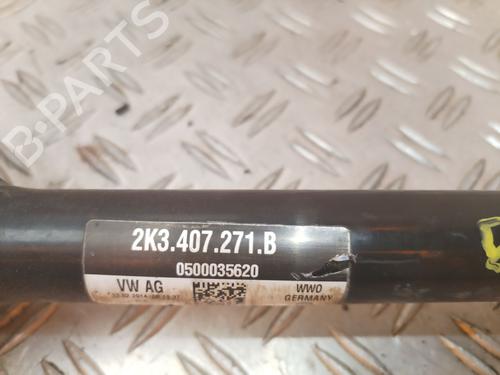 B-PARTS
2K3.407.271.B
0500035620
VW AG
WWO
GERMANY